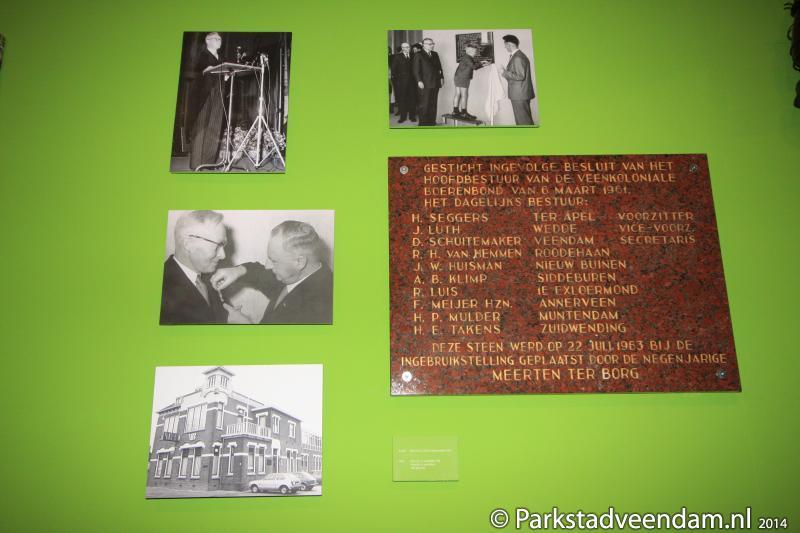 GESTICHT INGEVOLGE BESLUIT VAN HET
HOOFDBESTUUR VAN DE VEENKOLONIALE
BOERENBOND VAN 6 MAART 1961.
HET DAGELIJKS BESTUUR:
H. SEGGERS TER APEL - VOORZITTER
J. LUTH WEDDE VICE-VOORZ.
D. SCHUITEMAKER VEENDAM SECRETARIS
R. H. VAN HEMMEN ROODEHAAN
J. W. HUISMAN NIEUW BUINEN
A. B. KLIMP SIDDEBUREN
R. LUIS 1E EXLOERMOND
F. MEIJER HZN. ANNERVEEN
H. P. MULDER MUNTENDAM
H. E. TAKENS ZUIDWENDING
DEZE STEEN WERD OP 22 JULI 1963 BIJ DE
INGEBRUIKSTELLING GEPLAATST DOOR DE NEGENJARIGE
MEERTEN TER BORG
© Parkstadveendam.nl 2014